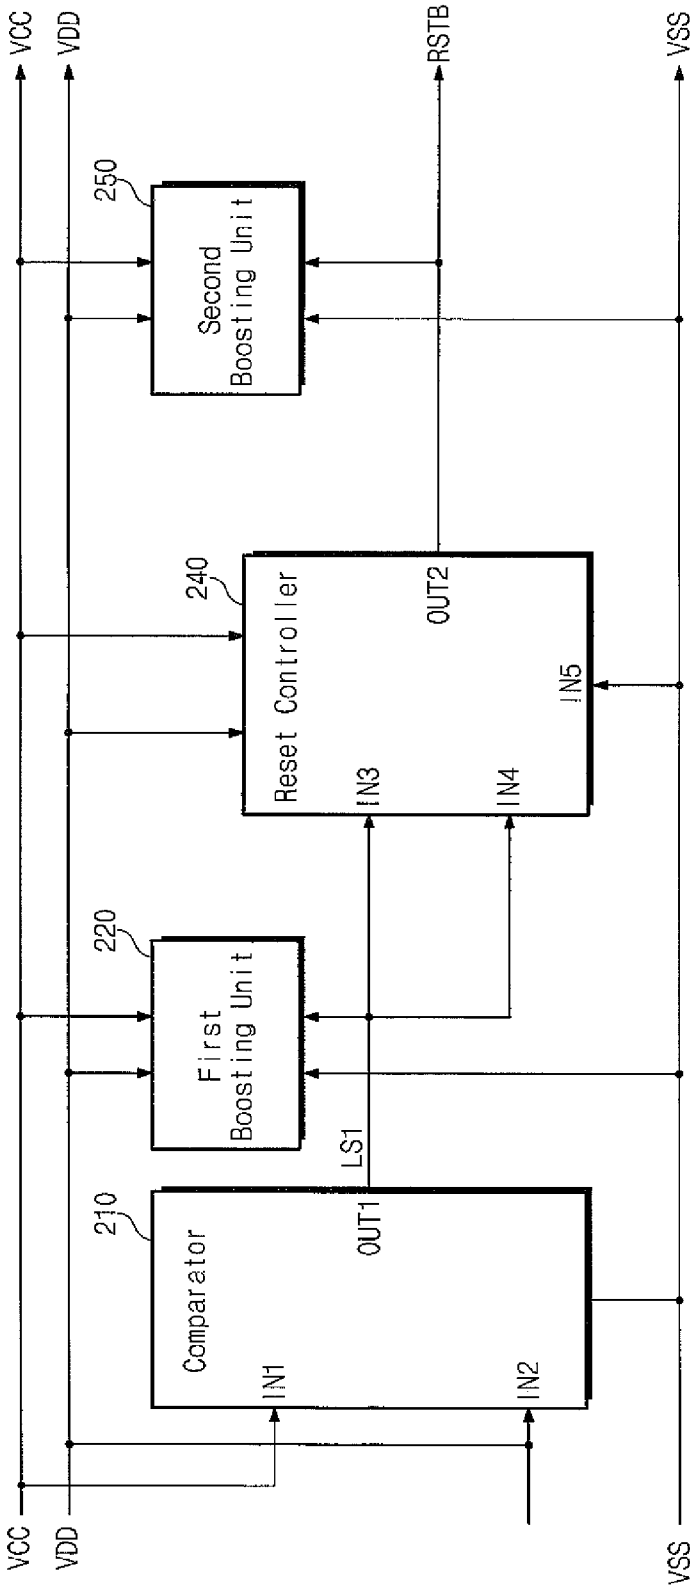 VCC
VDD
VSS
VCC
VDD
RSTB
VSS
210
Comparator
IN1
IN2
OUT1
LS1
220
First
Boosting Unit
240
Reset Controller
IN3
IN4
IN5
OUT2
250
Second
Boosting Unit